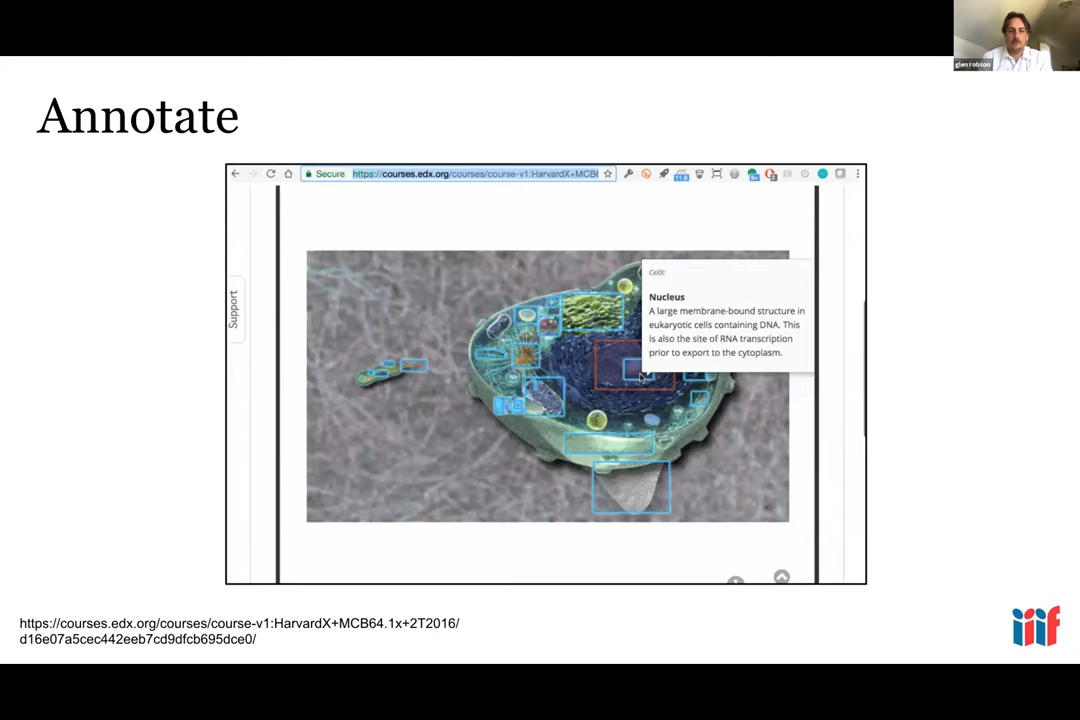 glen robson
Annotate
Secure https://courses.edx.org/courses/course-v1:HarvardX+MCB6
Support
CellX:
Nucleus
A large membrane-bound structure in
eukaryotic cells containing DNA. This
is also the site of RNA transcription
prior to export to the cytoplasm.
https://courses.edx.org/courses/course-v1:HarvardX+MCB64.1x+2T2016/
d16e07a5cec442eeb7cd9dfcb695dce0/
iiif